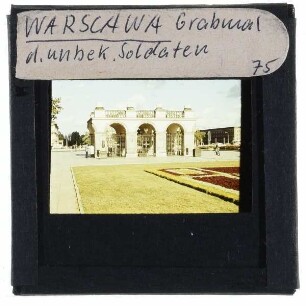 WARSCAWA Grabmal
d. unbek. Soldaten
75